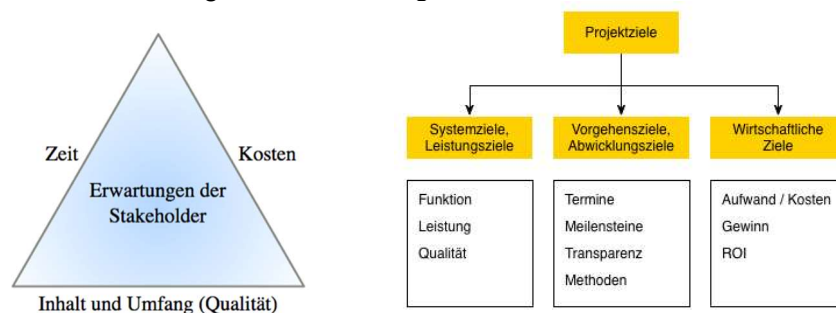 Zeit
Kosten
Erwartungen der
Stakeholder
Inhalt und Umfang (Qualität)
Projektziele
Systemziele,
Leistungsziele
Vorgehensziele,
Abwicklungsziele
Wirtschaftliche
Ziele
Funktion
Leistung
Qualität
Termine
Meilensteine
Transparenz
Methoden
Aufwand / Kosten
Gewinn
ROI